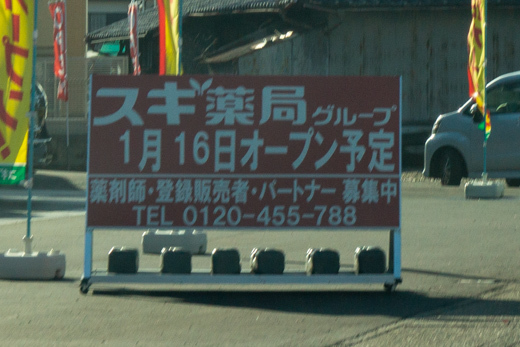 スギ薬局グループ
1月16日オープン予定
薬剤師・登録販売者・パートナー 募集中
TEL 0120-455-788